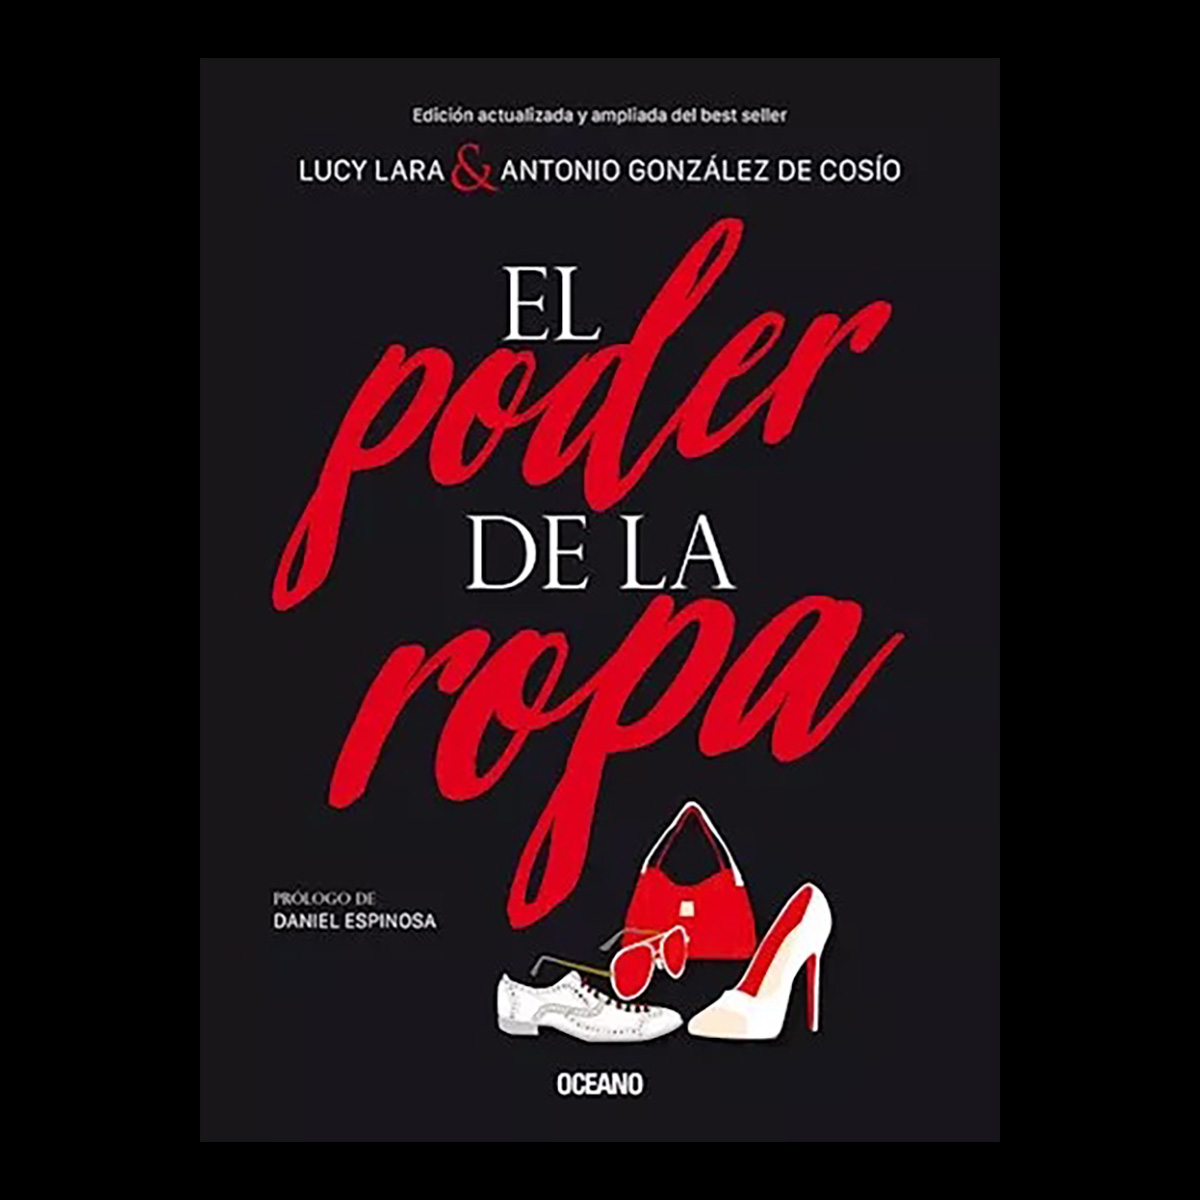 Edición actualizada y ampliada del best seller
LUCY LARA & ANTONIO GONZÁLEZ DE COSÍO
EL
poder
DE LA
ropa
PRÓLOGO DE
DANIEL ESPINOSA
OCEANO